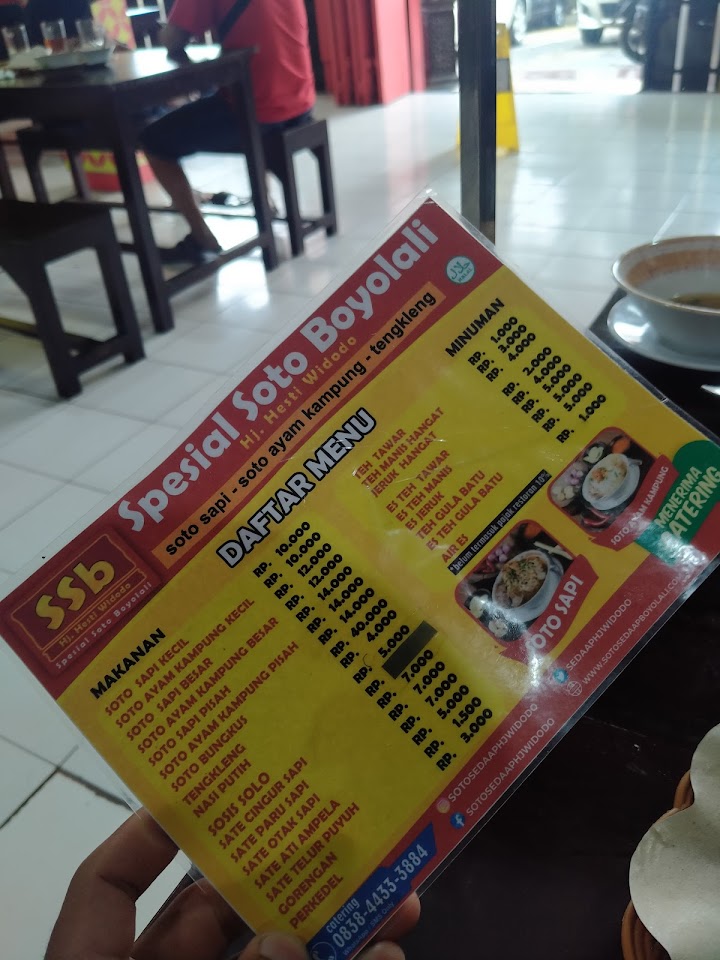 Spesial Soto Boyolali
Hj. Hesti Widodo
HALAL
soto sapi - soto ayam kampung - tengkleng
SSb
Hj. Hesti Widodo
Spesial Soto Boyolali
DAFTAR MENU
MAKANAN
SOTO SAPI KECIL RP. 10.000
SOTO AYAM KAMPUNG KECIL RP. 10.000
SOTO SAPI BESAR RP. 12.000
SOTO AYAM KAMPUNG BESAR RP. 12.000
SOTO SAPI PISAH RP. 14.000
SOTO AYAM KAMPUNG PISAH RP. 14.000
SOTO BUNGKUS RP. 14.000
TENGKLENG RP. 40.000
NASI PUTIH RP. 4.000
SOSIS SOLO RP. 5.000
SATE CINGUR SAPI
SATE PARU SAPI RP. 7.000
SATE OTAK SAPI RP. 7.000
SATE ATI AMPELA RP. 7.000
SATE TELUR PUYUH RP. 5.000
GORENGAN RP. 1.500
PERKEDEL RP. 3.000
MINUMAN
TEH TAWAR RP. 1.000
TEH MANIS HANGAT RP. 3.000
JERUK HANGAT RP. 4.000
ES TEH TAWAR RP. 2.000
ES TEH MANIS RP. 4.000
ES JERUK RP. 5.000
TEH GULA BATU RP. 5.000
ES TEH GULA BATU RP. 5.000
AIR ES RP. 1.000
*belum termasuk pajak restoran 10%
SOTO SAPI
SOTO AYAM KAMPUNG
MENERIMA
CATERING
catering
0838-4433-3884
SOTOSEDAAPHJWIDODO
SOTOSEDAAPHJWIDODO
SEDAAPHJWIDODO
WWW.SOTOSEDAAPBOYOLALI.COM